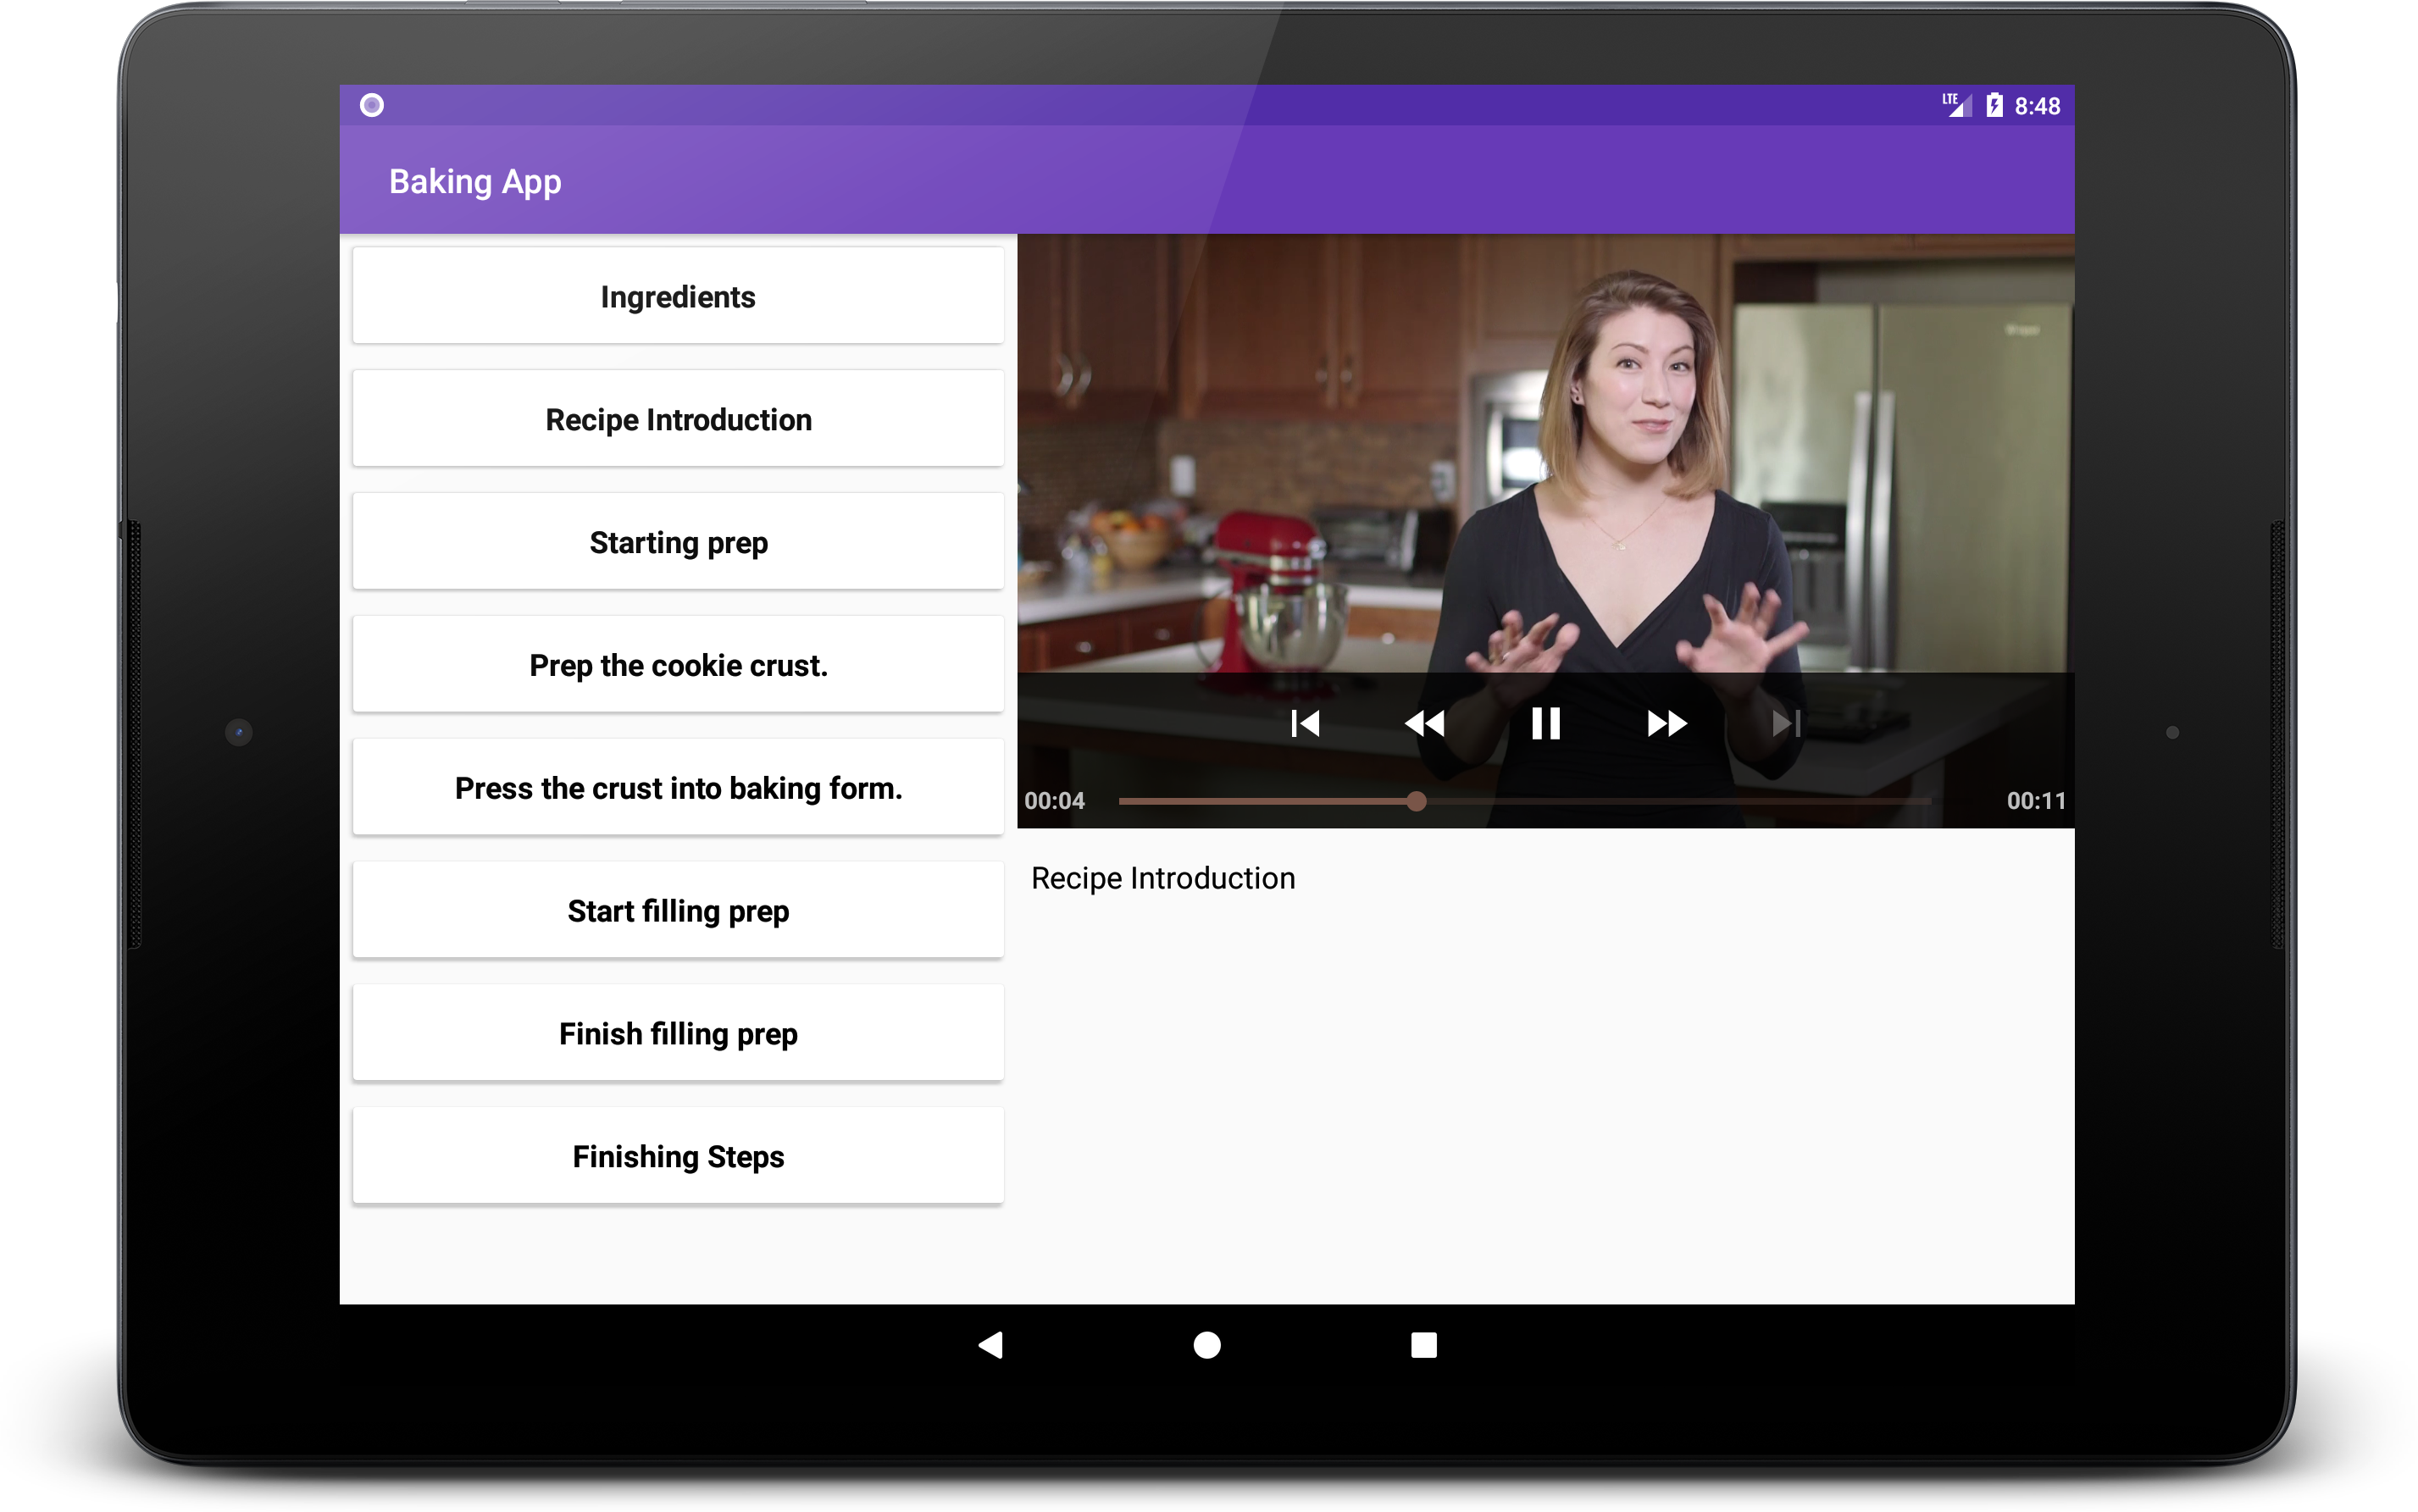 LTE 8:48
Baking App
Ingredients
Recipe Introduction
Starting prep
Prep the cookie crust.
Press the crust into baking form.
Start filling prep
Finish filling prep
Finishing Steps
00:04 00:11
Recipe Introduction